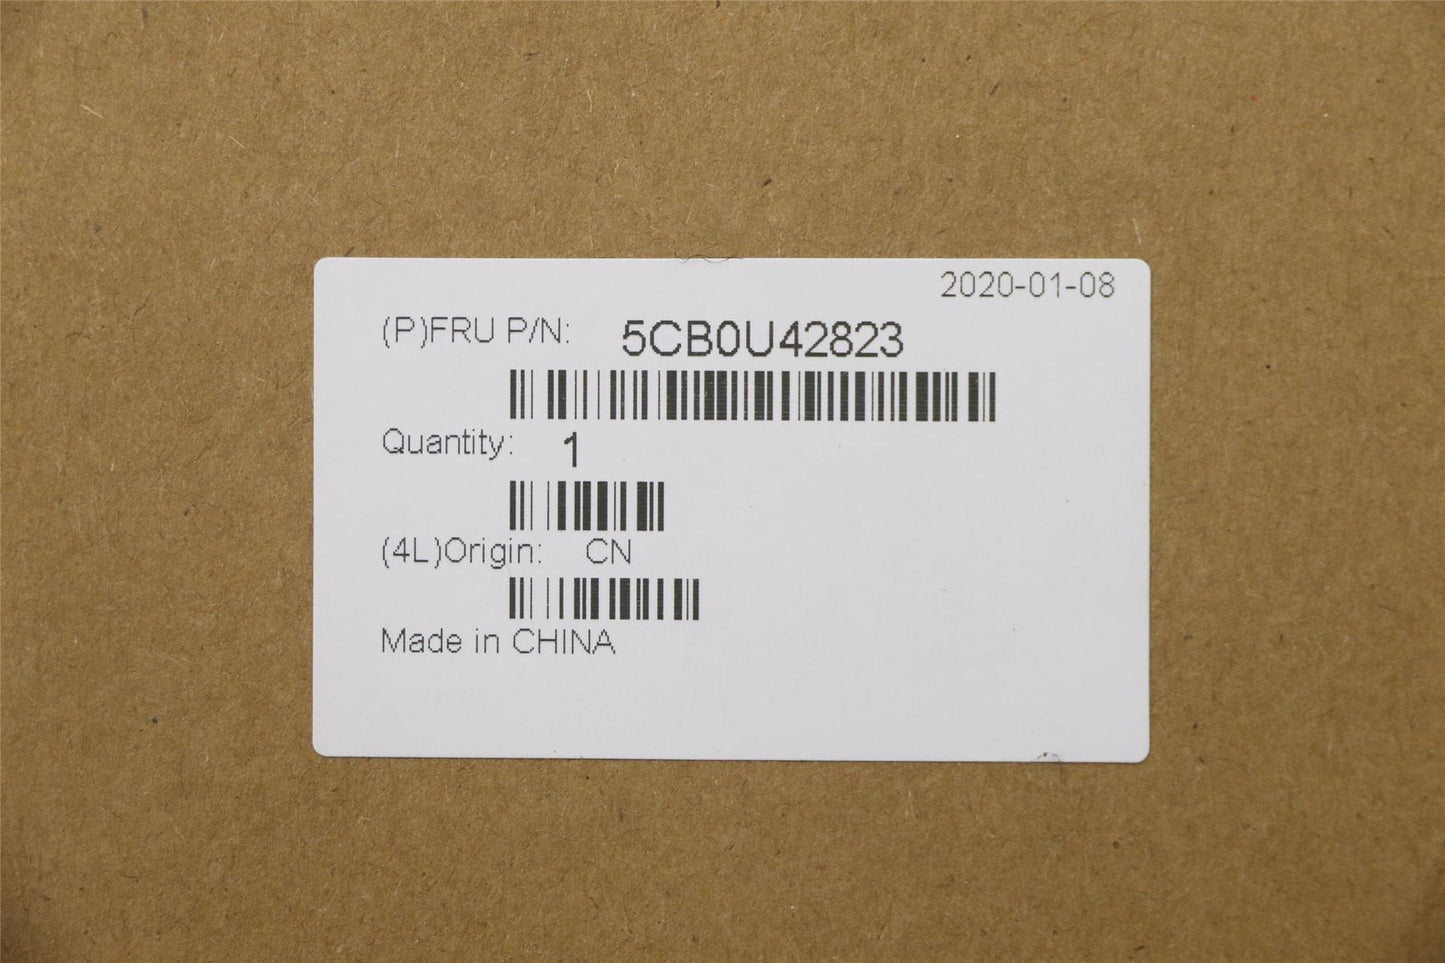 2020-01-08
(P)FRU P/N: 5CB0U42823
Quantity: 1
(4L)Origin: CN
Made in CHINA